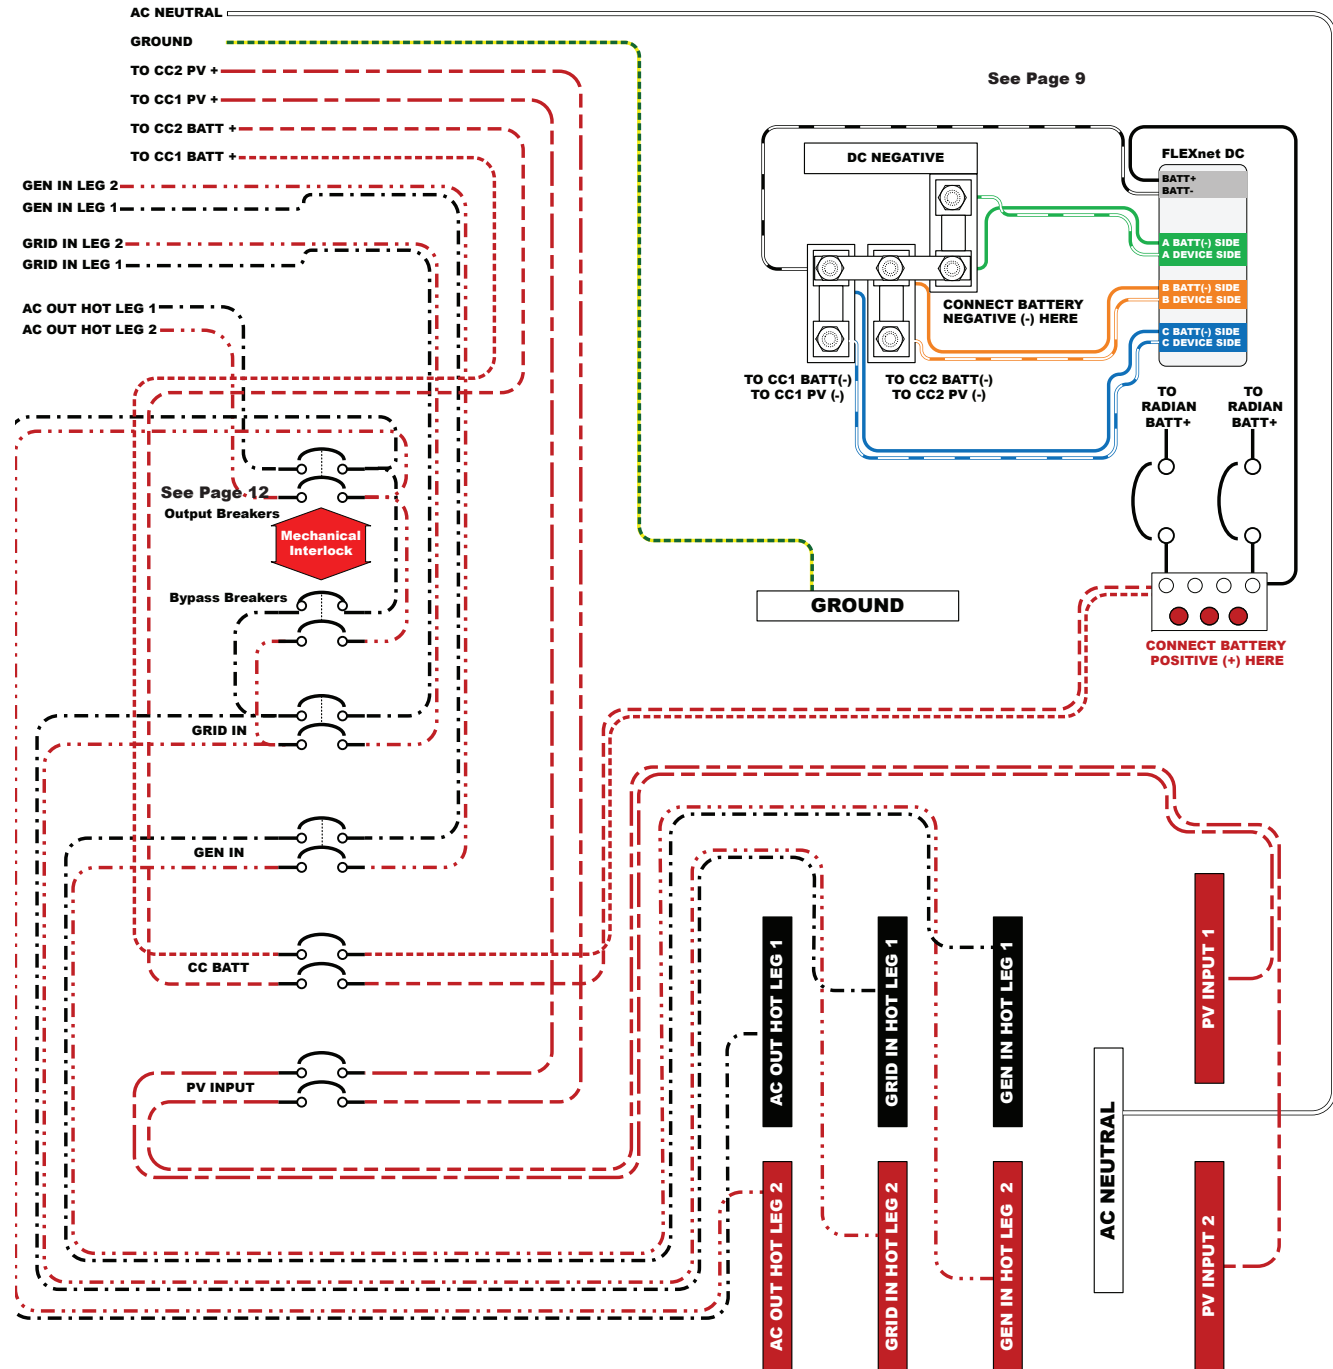 AC NEUTRAL
GROUND
TO CC2 PV +
TO CC1 PV +
TO CC2 BATT +
TO CC1 BATT +
GEN IN LEG 2
GEN IN LEG 1
GRID IN LEG 2
GRID IN LEG 1
AC OUT HOT LEG 1
AC OUT HOT LEG 2
See Page 9
DC NEGATIVE
FLEXnet DC
BATT+
BATT-
A BATT(-) SIDE
A DEVICE SIDE
B BATT(-) SIDE
B DEVICE SIDE
C BATT(-) SIDE
C DEVICE SIDE
CONNECT BATTERY
NEGATIVE (-) HERE
TO CC1 BATT(-)
TO CC1 PV (-)
TO CC2 BATT(-)
TO CC2 PV (-)
TO
RADIAN
BATT+
TO
RADIAN
BATT+
See Page 12
Output Breakers
Mechanical
Interlock
Bypass Breakers
GROUND
CONNECT BATTERY
POSITIVE (+) HERE
GRID IN
GEN IN
CC BATT
PV INPUT
AC OUT HOT LEG 1
GRID IN HOT LEG 1
GEN IN HOT LEG 1
PV INPUT 1
AC NEUTRAL
AC OUT HOT LEG 2
GRID IN HOT LEG 2
GEN IN HOT LEG 2
PV INPUT 2